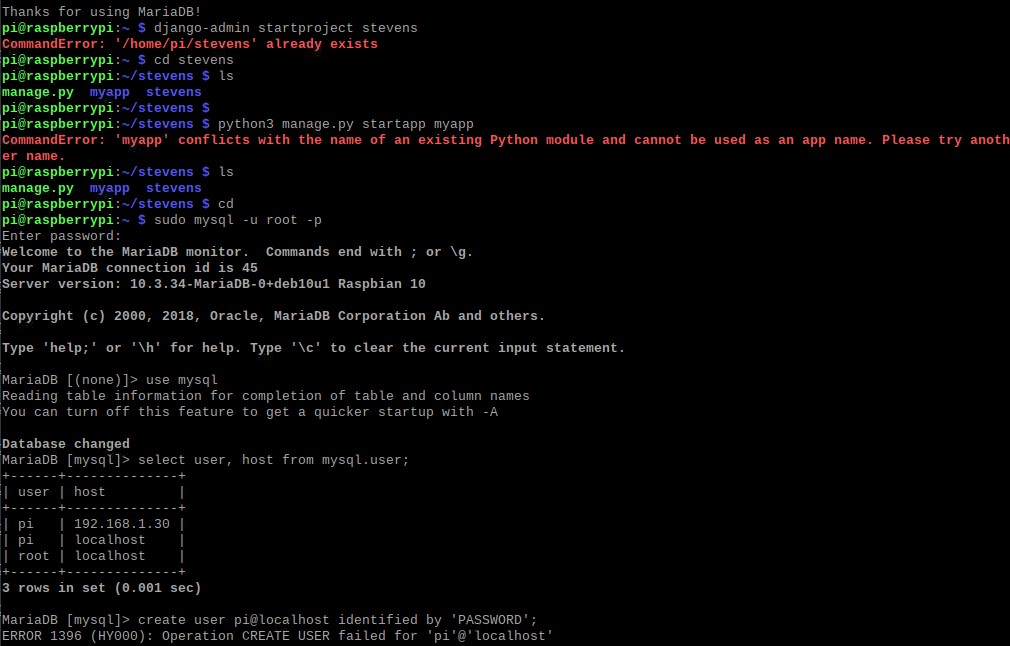 Thanks for using MariaDB!
pi@raspberrypi:~ $ django-admin startproject stevens
CommandError: '/home/pi/stevens' already exists
pi@raspberrypi:~ $ cd stevens
pi@raspberrypi:~/stevens $ ls
manage.py  myapp  stevens
pi@raspberrypi:~/stevens $
pi@raspberrypi:~/stevens $ python3 manage.py startapp myapp
CommandError: 'myapp' conflicts with the name of an existing Python module and cannot be used as an app name. Please try anoth
er name.
pi@raspberrypi:~/stevens $ ls
manage.py  myapp  stevens
pi@raspberrypi:~/stevens $ cd
pi@raspberrypi:~ $ sudo mysql -u root -p
Enter password:
Welcome to the MariaDB monitor.  Commands end with ; or \g.
Your MariaDB connection id is 45
Server version: 10.3.34-MariaDB-0+deb10u1 Raspbian 10

Copyright (c) 2000, 2018, Oracle, MariaDB Corporation Ab and others.

Type 'help;' or '\h' for help. Type '\c' to clear the current input statement.

MariaDB [(none)]> use mysql
Reading table information for completion of table and column names
You can turn off this feature to get a quicker startup with -A

Database changed
MariaDB [mysql]> select user, host from mysql.user;
+------+--------------+
| user | host         |
+------+--------------+
| pi   | 192.168.1.30 |
| pi   | localhost    |
| root | localhost    |
+------+--------------+
3 rows in set (0.001 sec)

MariaDB [mysql]> create user pi@localhost identified by 'PASSWORD';
ERROR 1396 (HY000): Operation CREATE USER failed for 'pi'@'localhost'